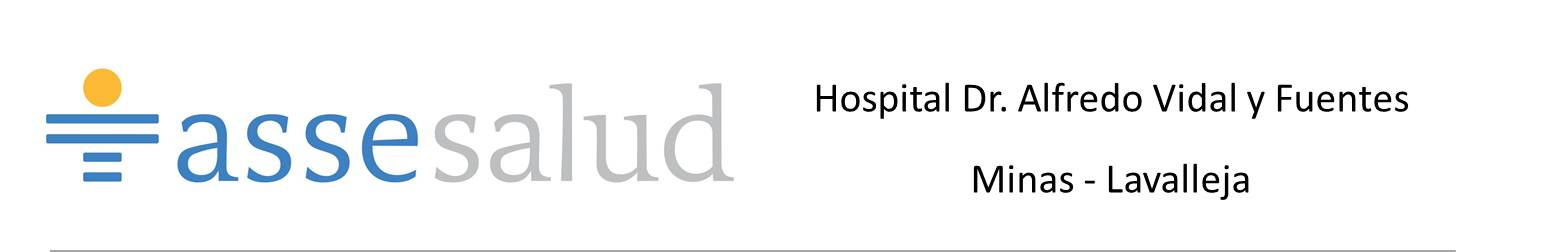 assesalud
Hospital Dr. Alfredo Vidal y Fuentes
Minas - Lavalleja